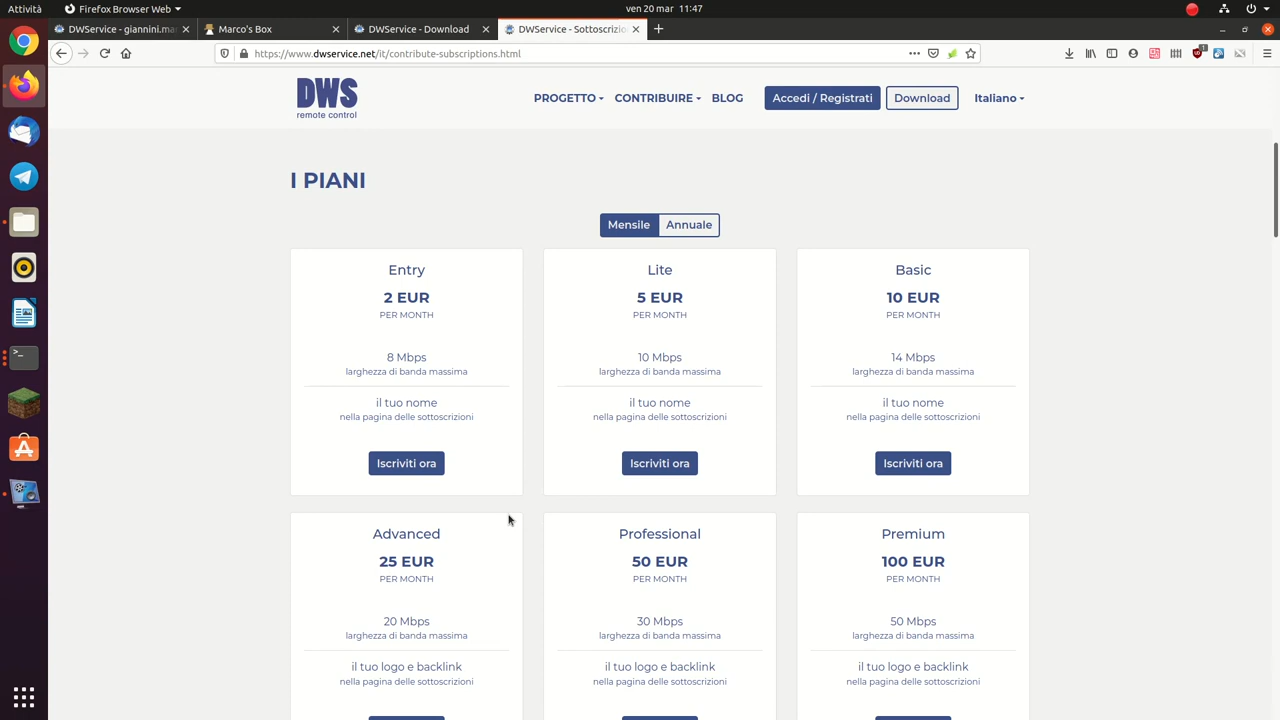 Attività
Firefox Browser Web
ven 20 mar 11:47
DWService - giannini.ma
Marco's Box
DWService - Download
DWService - Sottoscrizio
https://www.dwservice.net/it/contribute-subscriptions.html
DWS
remote control
PROGETTO
CONTRIBUIRE
BLOG
Accedi / Registrati
Download
Italiano
I PIANI
Mensile
Annuale
Entry
2 EUR
PER MONTH
8 Mbps
larghezza di banda massima
il tuo nome
nella pagina delle sottoscrizioni
Iscriviti ora
Lite
5 EUR
PER MONTH
10 Mbps
larghezza di banda massima
il tuo nome
nella pagina delle sottoscrizioni
Iscriviti ora
Basic
10 EUR
PER MONTH
14 Mbps
larghezza di banda massima
il tuo nome
nella pagina delle sottoscrizioni
Iscriviti ora
Advanced
25 EUR
PER MONTH
20 Mbps
larghezza di banda massima
il tuo logo e backlink
nella pagina delle sottoscrizioni
Professional
50 EUR
PER MONTH
30 Mbps
larghezza di banda massima
il tuo logo e backlink
nella pagina delle sottoscrizioni
Premium
100 EUR
PER MONTH
50 Mbps
larghezza di banda massima
il tuo logo e backlink
nella pagina delle sottoscrizioni